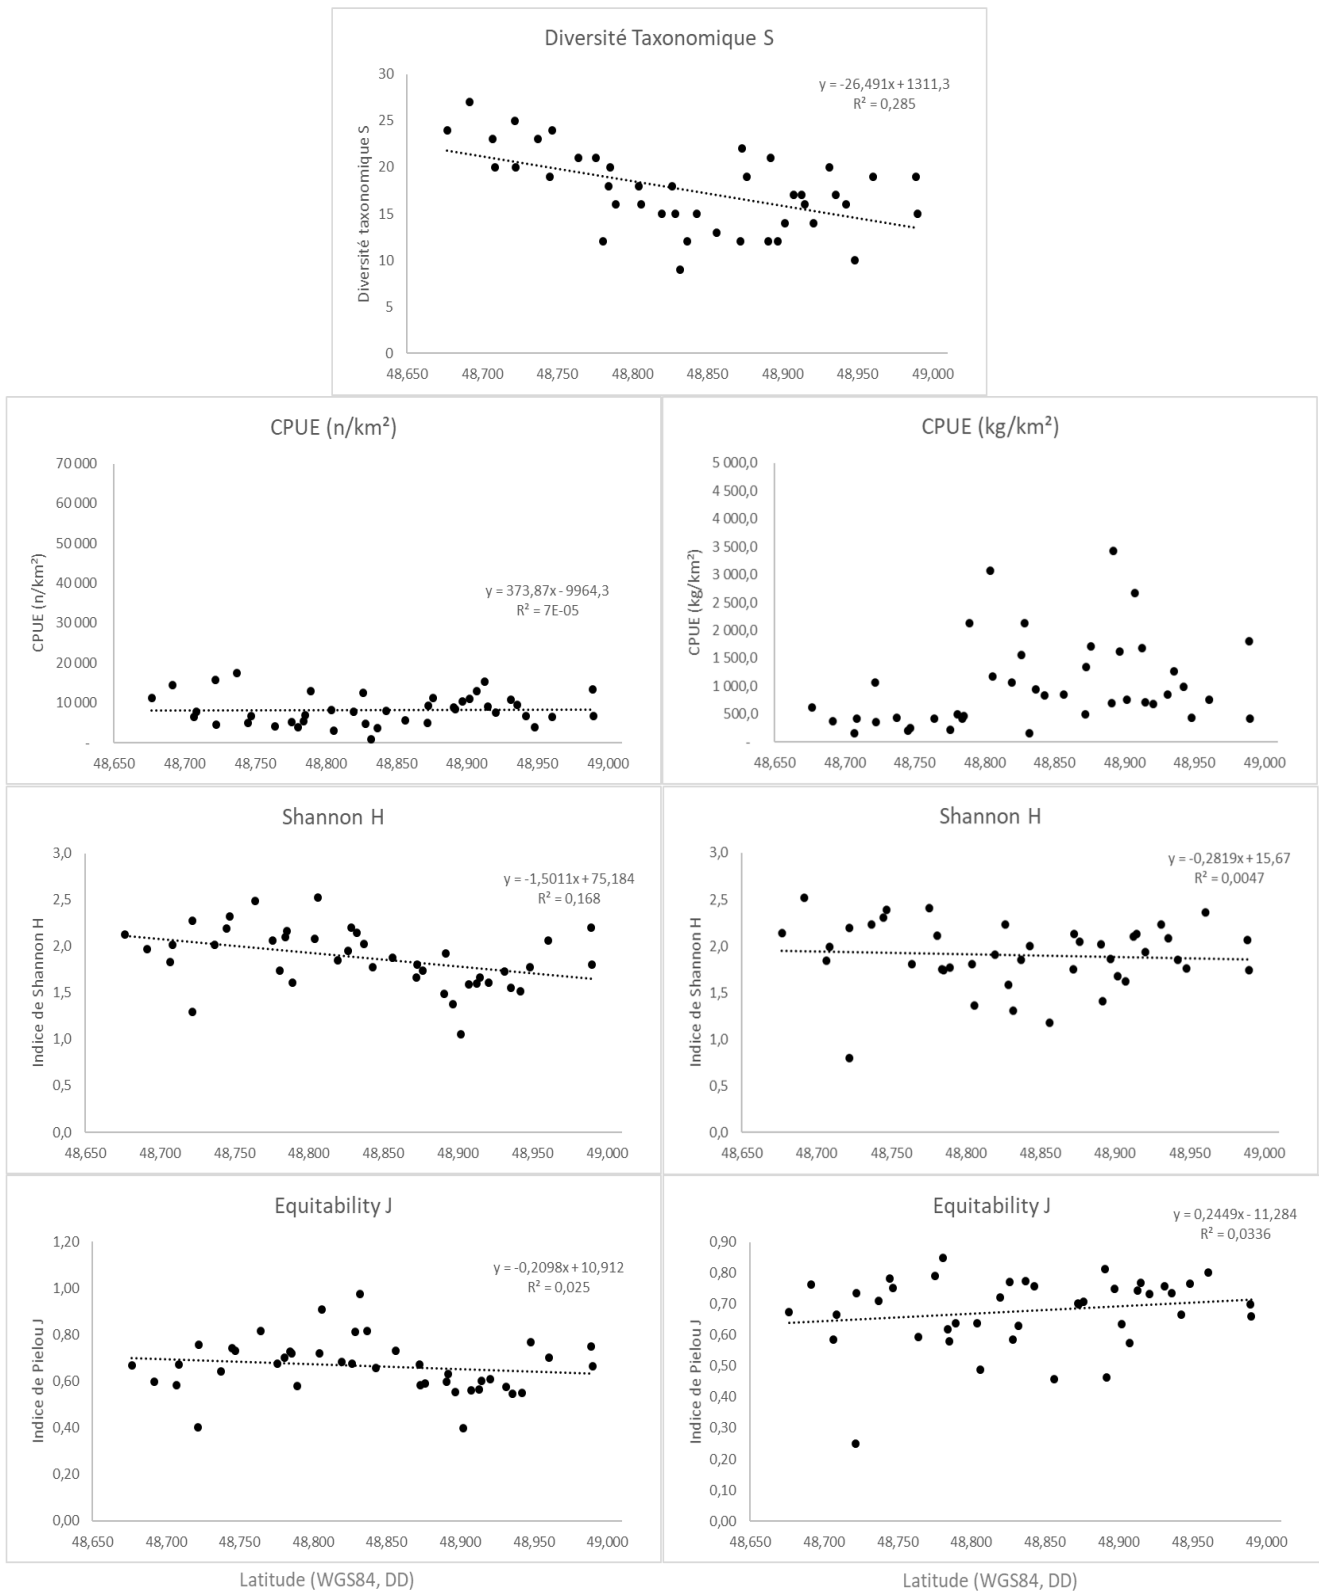 Diversité Taxonomique S
y = -26,491x + 1311,3
R² = 0,285
Diversité taxonomique S
30
25
20
15
10
5
0
48,650 48,700 48,750 48,800 48,850 48,900 48,950 49,000
CPUE (n/km²)
y = 373,87x - 9964,3
R² = 7E-05
CPUE (n/km²)
70 000
60 000
50 000
40 000
30 000
20 000
10 000
-
48,650 48,700 48,750 48,800 48,850 48,900 48,950 49,000
CPUE (kg/km²)
CPUE (kg/km²)
5 000,0
4 500,0
4 000,0
3 500,0
3 000,0
2 500,0
2 000,0
1 500,0
1 000,0
500,0
-
48,650 48,700 48,750 48,800 48,850 48,900 48,950 49,000
Shannon H
y = -1,5011x + 75,184
R² = 0,168
Indice de Shannon H
3,0
2,5
2,0
1,5
1,0
0,5
0,0
48,650 48,700 48,750 48,800 48,850 48,900 48,950 49,000
Shannon H
y = -0,2819x + 15,67
R² = 0,0047
Indice de Shannon H
3,0
2,5
2,0
1,5
1,0
0,5
0,0
48,650 48,700 48,750 48,800 48,850 48,900 48,950 49,000
Equitability J
y = -0,2098x + 10,912
R² = 0,025
Indice de Pielou J
1,20
1,00
0,80
0,60
0,40
0,20
0,00
48,650 48,700 48,750 48,800 48,850 48,900 48,950 49,000
Latitude (WGS84, DD)
Equitability J
y = 0,2449x - 11,284
R² = 0,0336
Indice de Pielou J
0,90
0,80
0,70
0,60
0,50
0,40
0,30
0,20
0,10
0,00
48,650 48,700 48,750 48,800 48,850 48,900 48,950 49,000
Latitude (WGS84, DD)